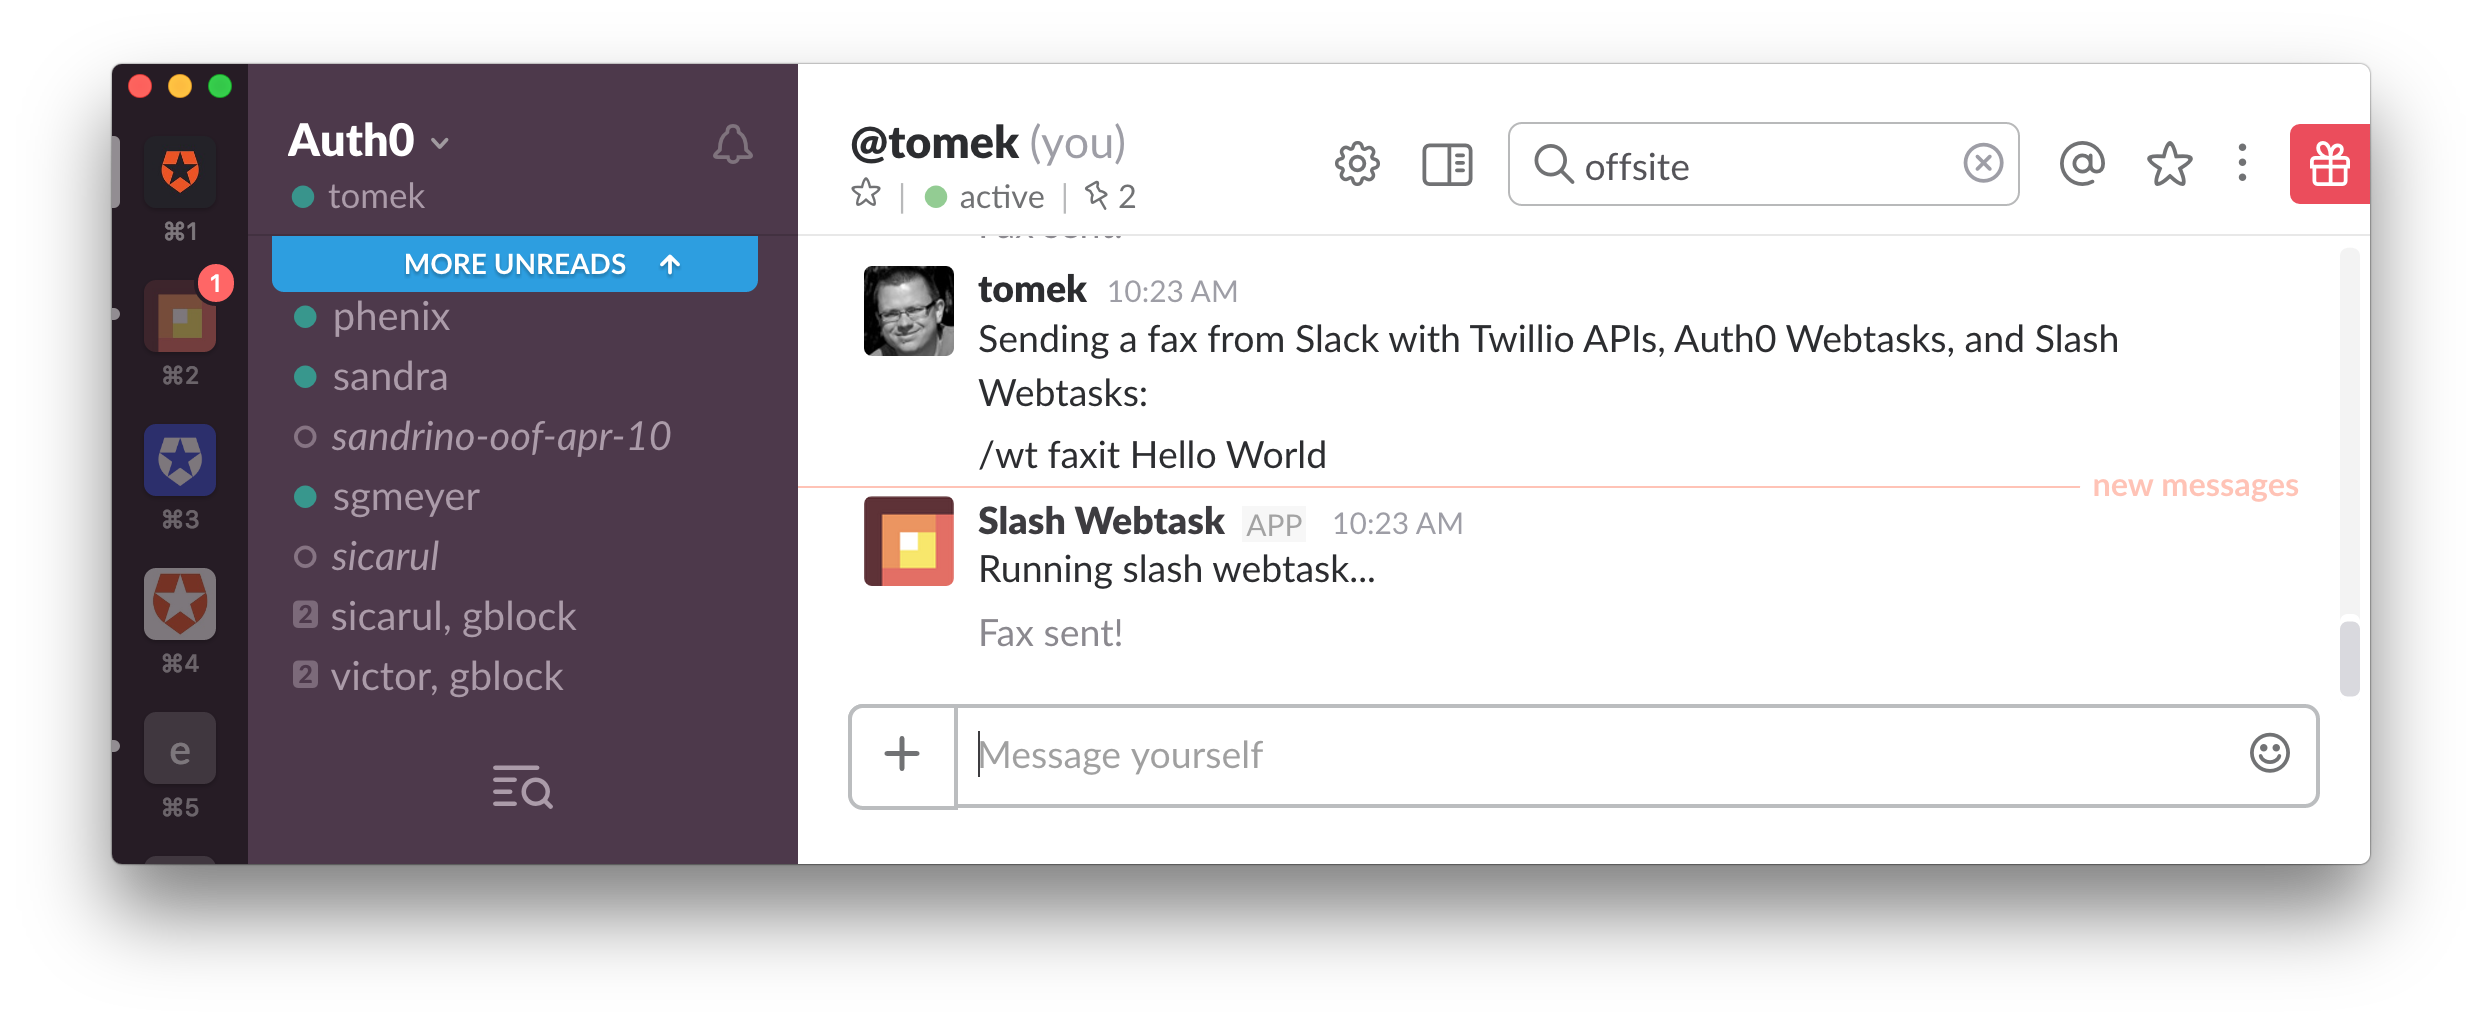 Auth0
tomek
MORE UNREADS
phenix
sandra
sandrino-oof-apr-10
sgmeyer
sicarul
2 sicarul, gblock
2 victor, gblock
⌘1
1
⌘2
⌘3
⌘4
e
⌘5
@tomek (you)
active | 2
offsite
Fax sent!
tomek 10:23 AM
Sending a fax from Slack with Twillio APIs, Auth0 Webtasks, and Slash
Webtasks:
/wt faxit Hello World
new messages
Slash Webtask APP 10:23 AM
Running slash webtask...
Fax sent!
Message yourself